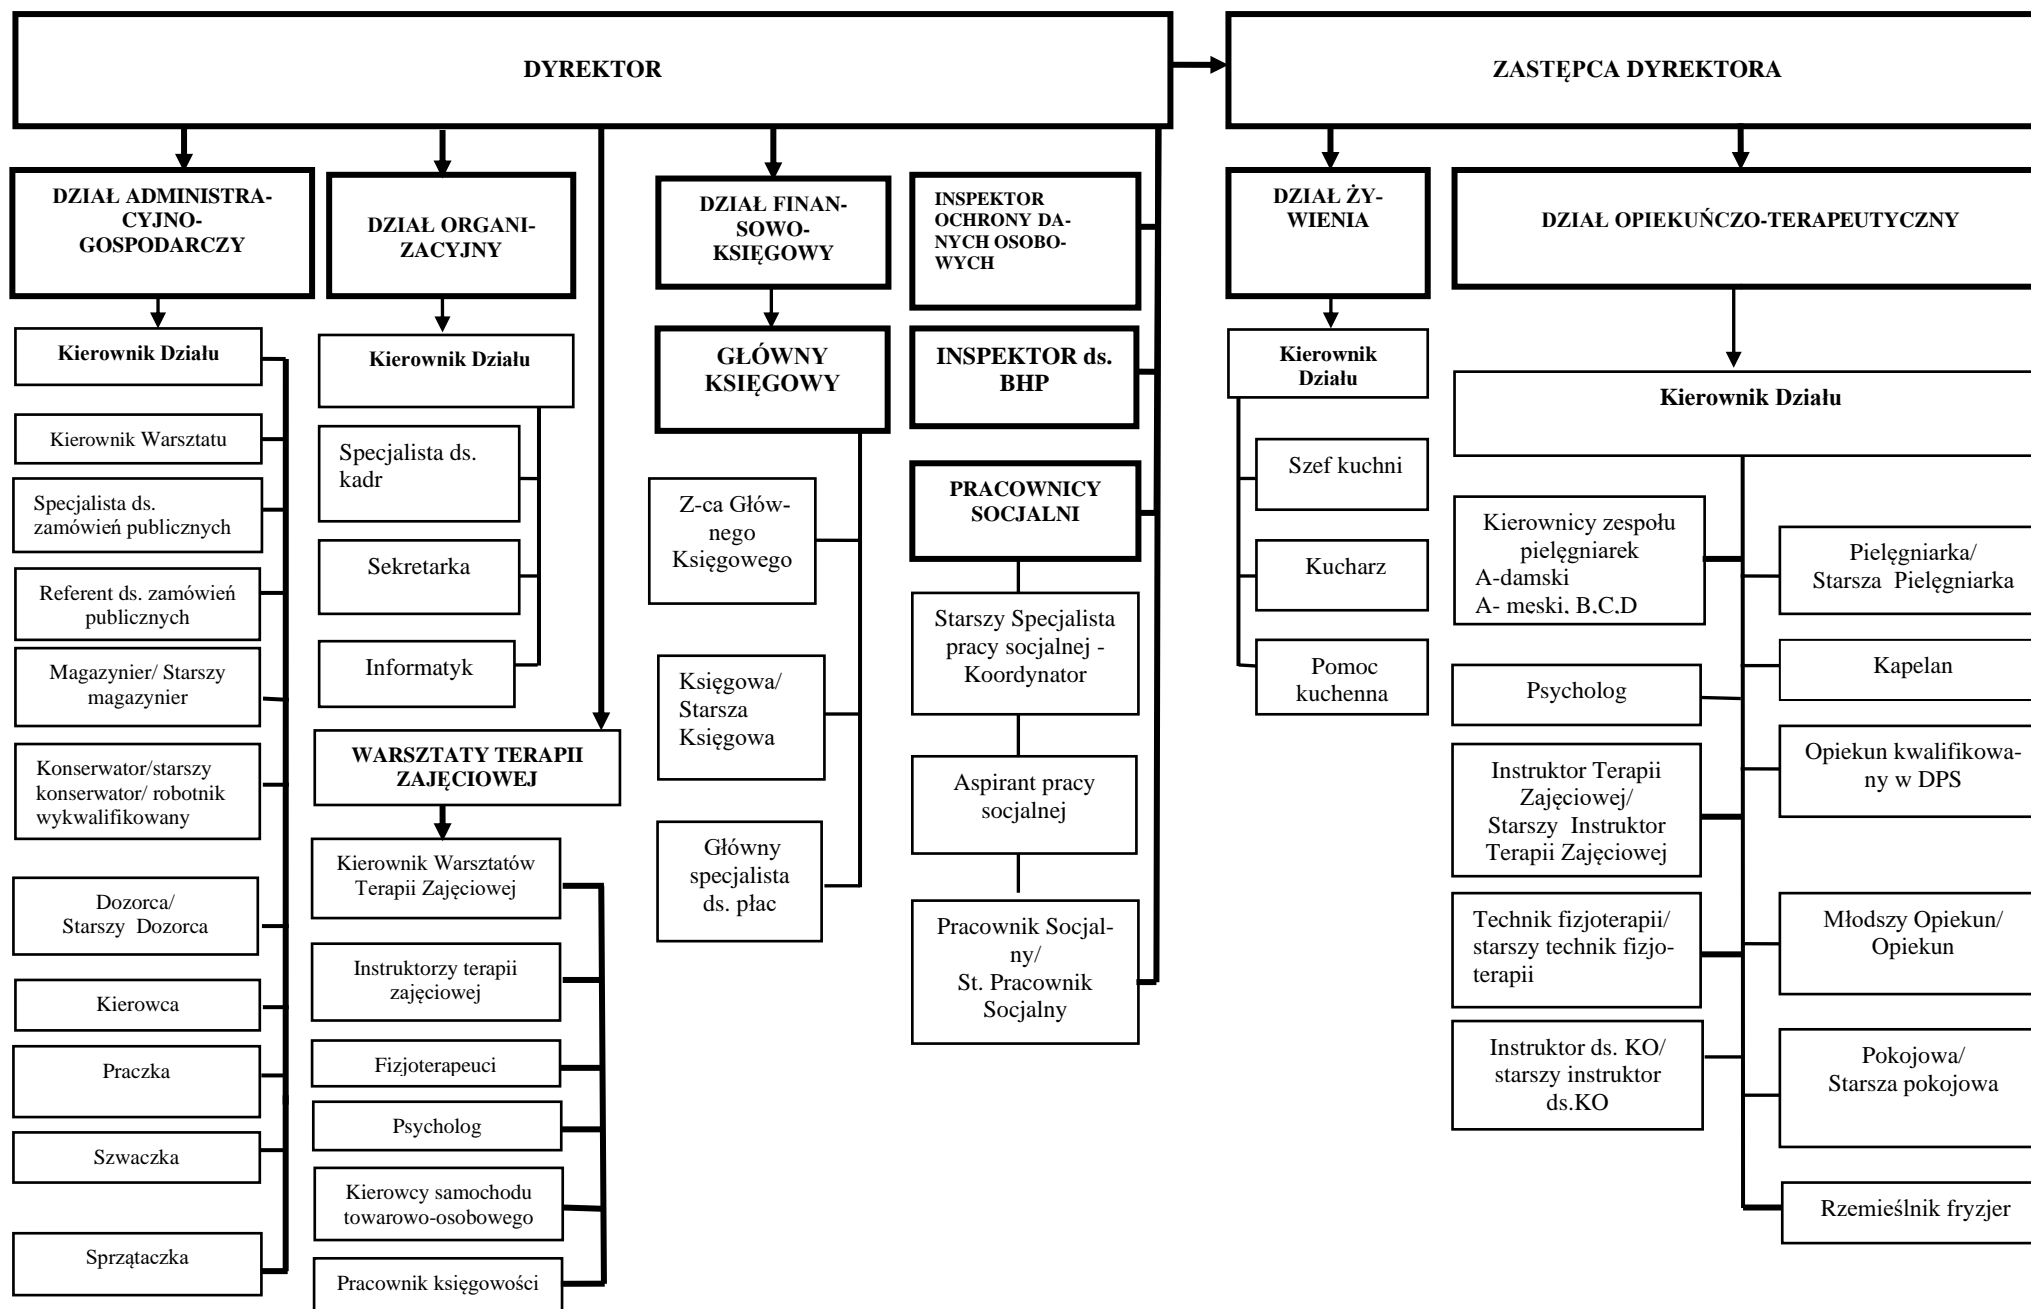 DYREKTOR
ZASTĘPCA DYREKTORA
DZIAŁ ADMINISTRA-
CYJNO-
GOSPODARCZY
Kierownik Działu
Kierownik Warsztatu
Specjalista ds.
zamówień publicznych
Referent ds. zamówień
publicznych
Magazynier/ Starszy
magazynier
Konserwator/starszy
konserwator/ robotnik
wykwalifikowany
Dozorca/
Starszy Dozorca
Kierowca
Praczka
Szwaczka
Sprzątaczka
DZIAŁ ORGANI-
ZACYJNY
Kierownik Działu
Specjalista ds.
kadr
Sekretarka
Informatyk
WARSZTATY TERAPII
ZAJĘCIOWEJ
Kierownik Warsztatów
Terapii Zajęciowej
Instruktorzy terapii
zajęciowej
Fizjoterapeuci
Psycholog
Kierowcy samochodu
towarowo-osobowego
Pracownik księgowości
DZIAŁ FINAN-
SOWO-
KSIĘGOWY
GŁÓWNY
KSIĘGOWY
Z-ca Głów-
nego
Księgowego
Księgowa/
Starsza
Księgowa
Główny
specjalista
ds. płac
INSPEKTOR
OCHRONY DA-
NYCH OSOBO-
WYCH
INSPEKTOR ds.
BHP
PRACOWNICY
SOCJALNI
Starszy Specjalista
pracy socjalnej -
Koordynator
Aspirant pracy
socjalnej
Pracownik Socjal-
ny/
St. Pracownik
Socjalny
DZIAŁ ŻY-
WIENIA
Kierownik
Działu
Szef kuchni
Kucharz
Pomoc
kuchenna
DZIAŁ OPIEKUŃCZO-TERAPEUTYCZNY
Kierownik Działu
Kierownicy zespołu
pielęgniarek
A-damski
A- męski, B,C,D
Psycholog
Instruktor Terapii
Zajęciowej/
Starszy Instruktor
Terapii Zajęciowej
Technik fizjoterapii/
starszy technik fizjo-
terapii
Instruktor ds. KO/
starszy instruktor
ds.KO
Pielęgniarka/
Starsza Pielęgniarka
Kapelan
Opiekun kwalifikowa-
ny w DPS
Młodszy Opiekun/
Opiekun
Pokojowa/
Starsza pokojowa
Rzemieślnik fryzjer